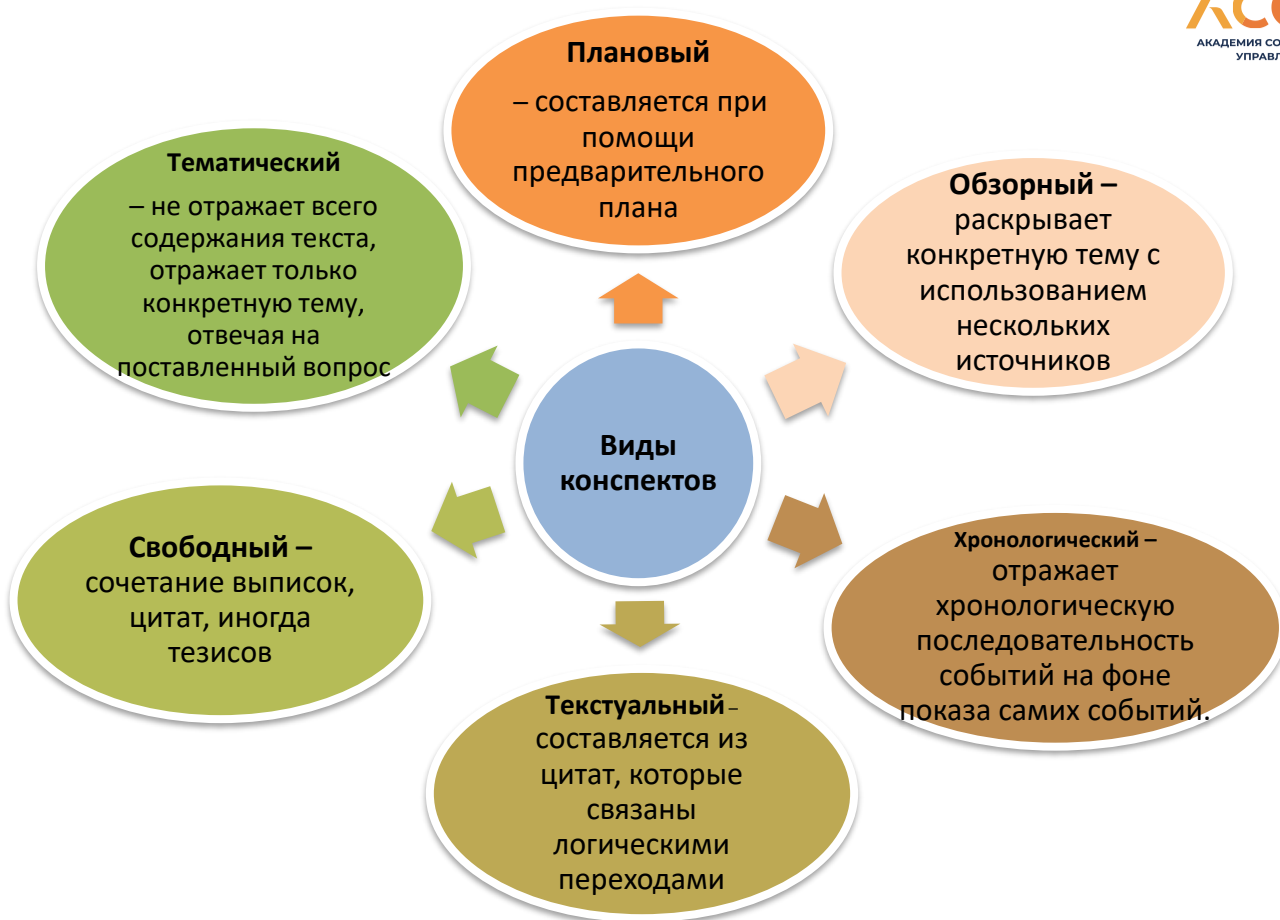 АКАДЕМИЯ
Плановый
– составляется при
помощи
предварительного
плана
Тематический
– не отражает всего
содержания текста,
отражает только
конкретную тему,
отвечая на
поставленный вопрос
Обзорный –
раскрывает
конкретную тему с
использованием
нескольких
источников
Виды
конспектов
Свободный –
сочетание выписок,
цитат, иногда
тезисов
Хронологический –
отражает
хронологическую
последовательность
событий на фоне
показа самих событий.
Текстуальный –
составляется из
цитат, которые
связаны
логическими
переходами